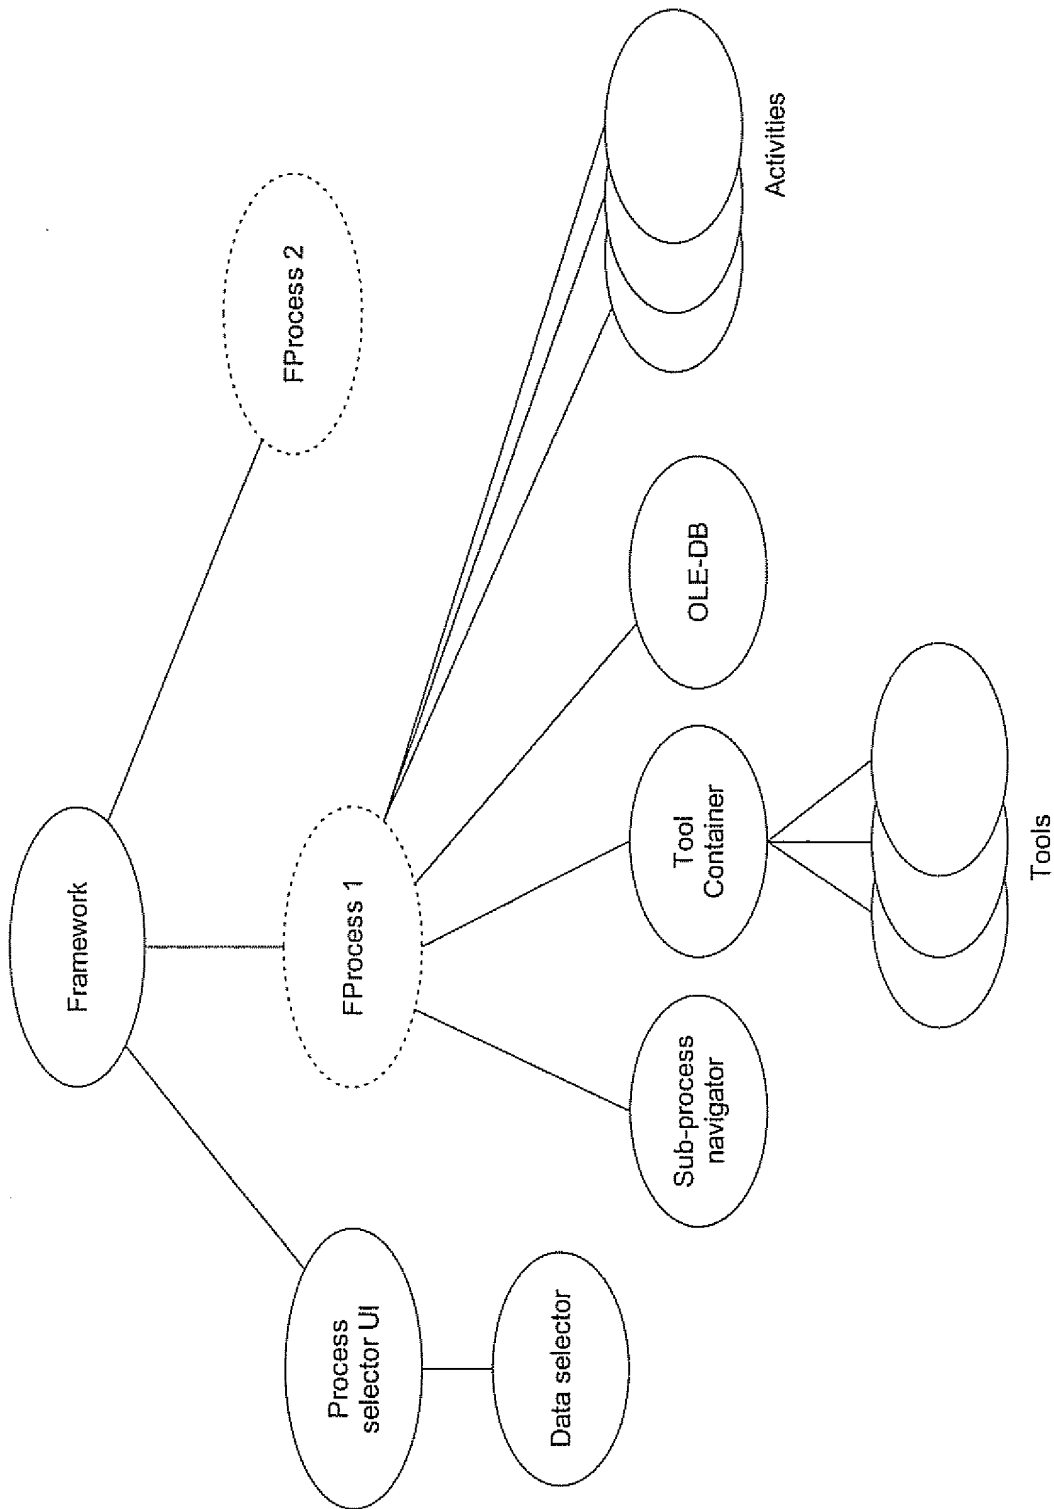 Framework
Process
selector UI
FProcess 1
FProcess 2
Data selector
Sub-process
navigator
Tool
Container
OLE-DB
Activities
Tools